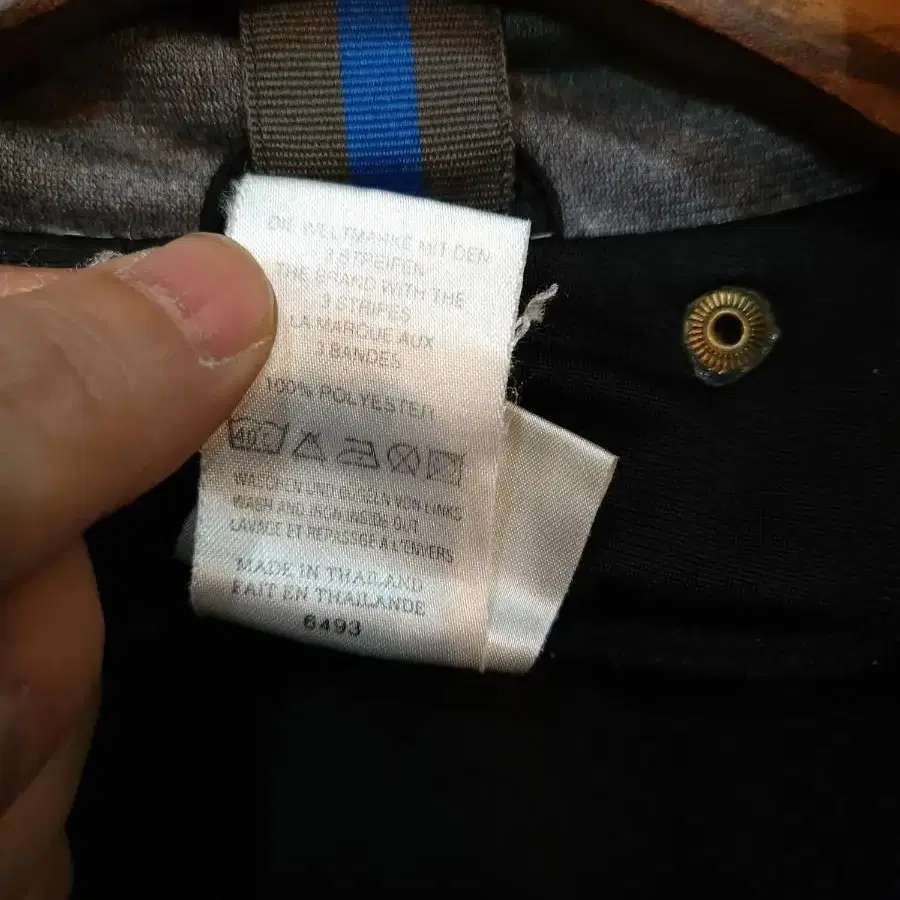 DIE WELTMARKE MIT DEN
3 STREIFEN
THE BRAND WITH THE
3 STRIPES
LA MARQUE AUX
3 BANDES
100% POLYESTER
40
WASCHEN UND BÜGELN VON LINKS
WASH AND IRON INSIDE OUT
LAVAGE ET REPASSAGE À L'ENVERS
MADE IN THAILAND
FAIT EN THAILANDE
6493